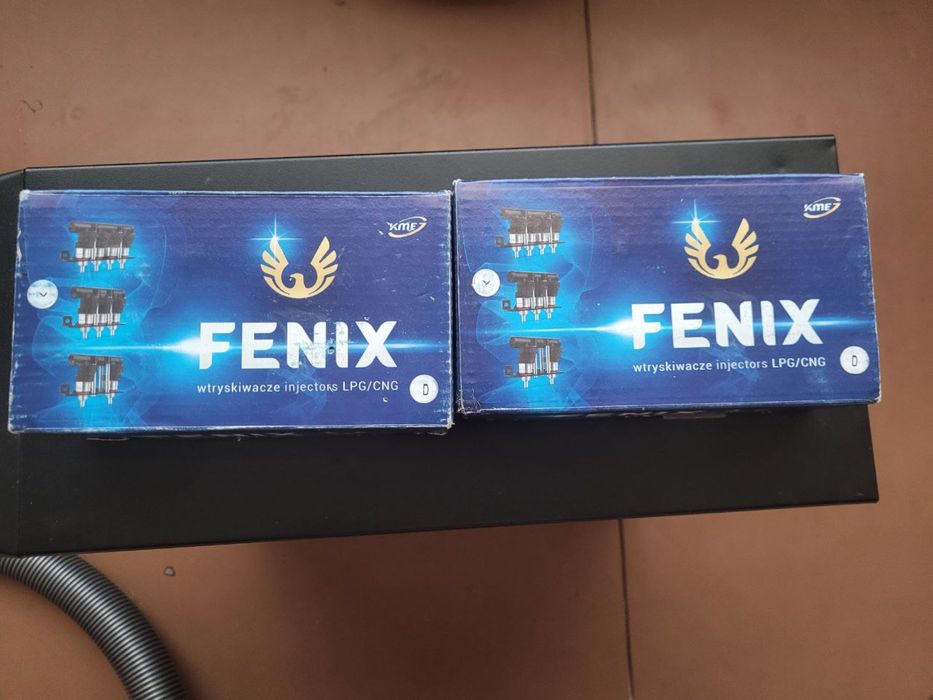 KME
FENIX
wtryskiwacze injectors LPG/CNG
D
KME
FENIX
wtryskiwacze injectors LPG/CNG
D